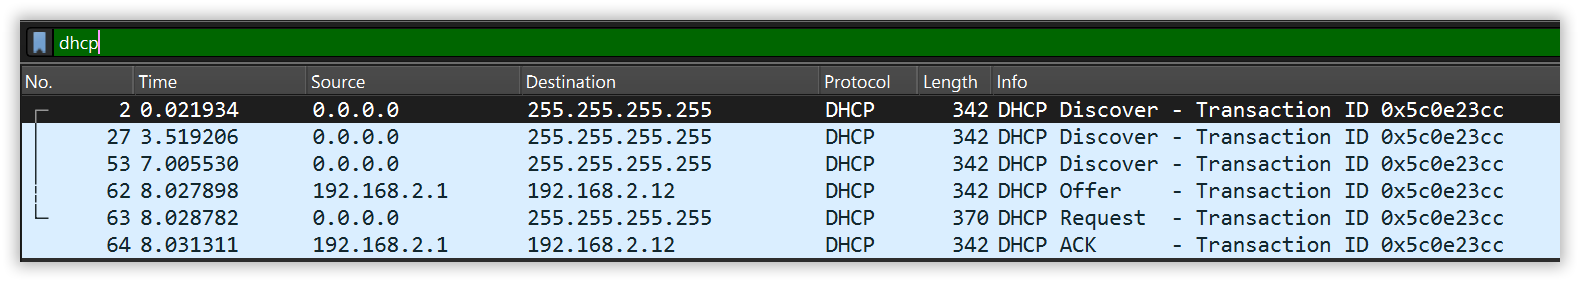 dhcp
No. Time Source Destination Protocol Length Info
2 0.021934 0.0.0.0 255.255.255.255 DHCP 342 DHCP Discover - Transaction ID 0x5c0e23cc
27 3.519206 0.0.0.0 255.255.255.255 DHCP 342 DHCP Discover - Transaction ID 0x5c0e23cc
53 7.005530 0.0.0.0 255.255.255.255 DHCP 342 DHCP Discover - Transaction ID 0x5c0e23cc
62 8.027898 192.168.2.1 192.168.2.12 DHCP 342 DHCP Offer - Transaction ID 0x5c0e23cc
63 8.028782 0.0.0.0 255.255.255.255 DHCP 370 DHCP Request - Transaction ID 0x5c0e23cc
64 8.031311 192.168.2.1 192.168.2.12 DHCP 342 DHCP ACK - Transaction ID 0x5c0e23cc